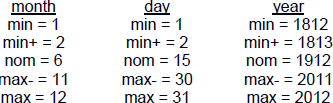 month day year
min = 1 min = 1 min = 1812
min+ = 2 min+ = 2 min+ = 1813
nom = 6 nom = 15 nom = 1912
max- = 11 max- = 30 max- = 2011
max = 12 max = 31 max = 2012